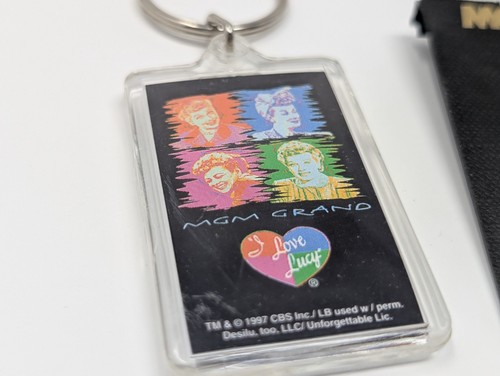 MGM GRAND
I Love
Lucy
®
TM & © 1997 CBS Inc./ LB used w / perm.
Desilu, too, LLC/ Unforgettable Lic.